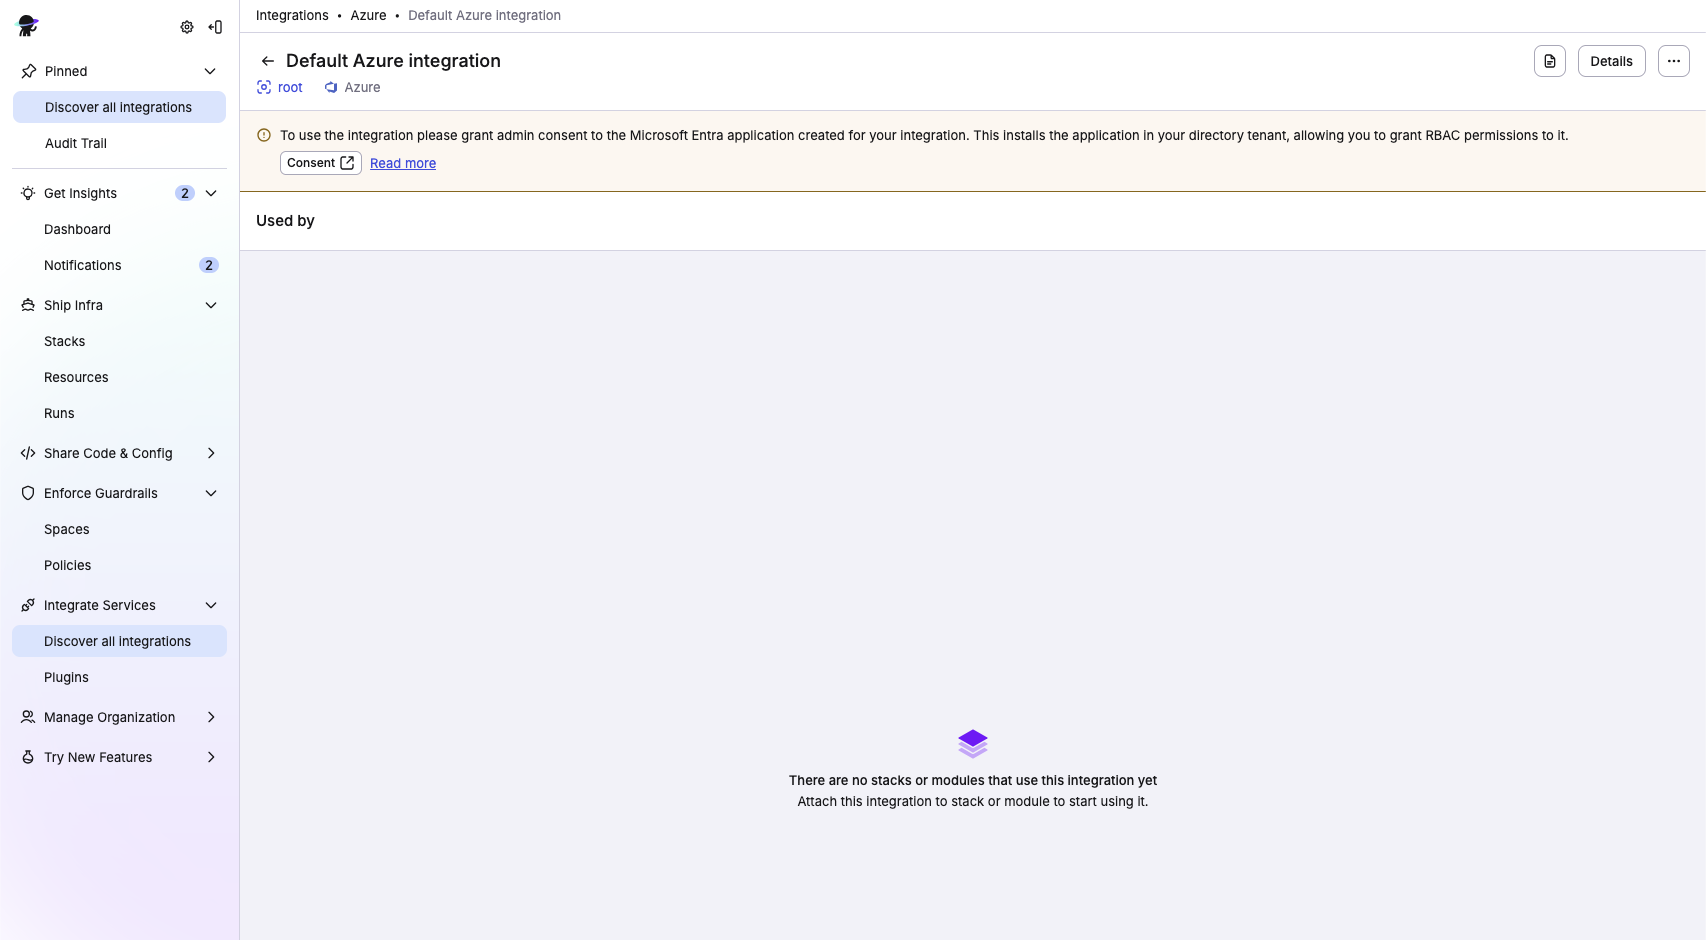 Pinned
Discover all integrations
Audit Trail
Get Insights 2
Dashboard
Notifications 2
Ship Infra
Stacks
Resources
Runs
Share Code & Config
Enforce Guardrails
Spaces
Policies
Integrate Services
Discover all integrations
Plugins
Manage Organization
Try New Features
Integrations • Azure • Default Azure integration
Default Azure integration
root Azure
Details
To use the integration please grant admin consent to the Microsoft Entra application created for your integration. This installs the application in your directory tenant, allowing you to grant RBAC permissions to it.
Consent Read more
Used by
There are no stacks or modules that use this integration yet
Attach this integration to stack or module to start using it.